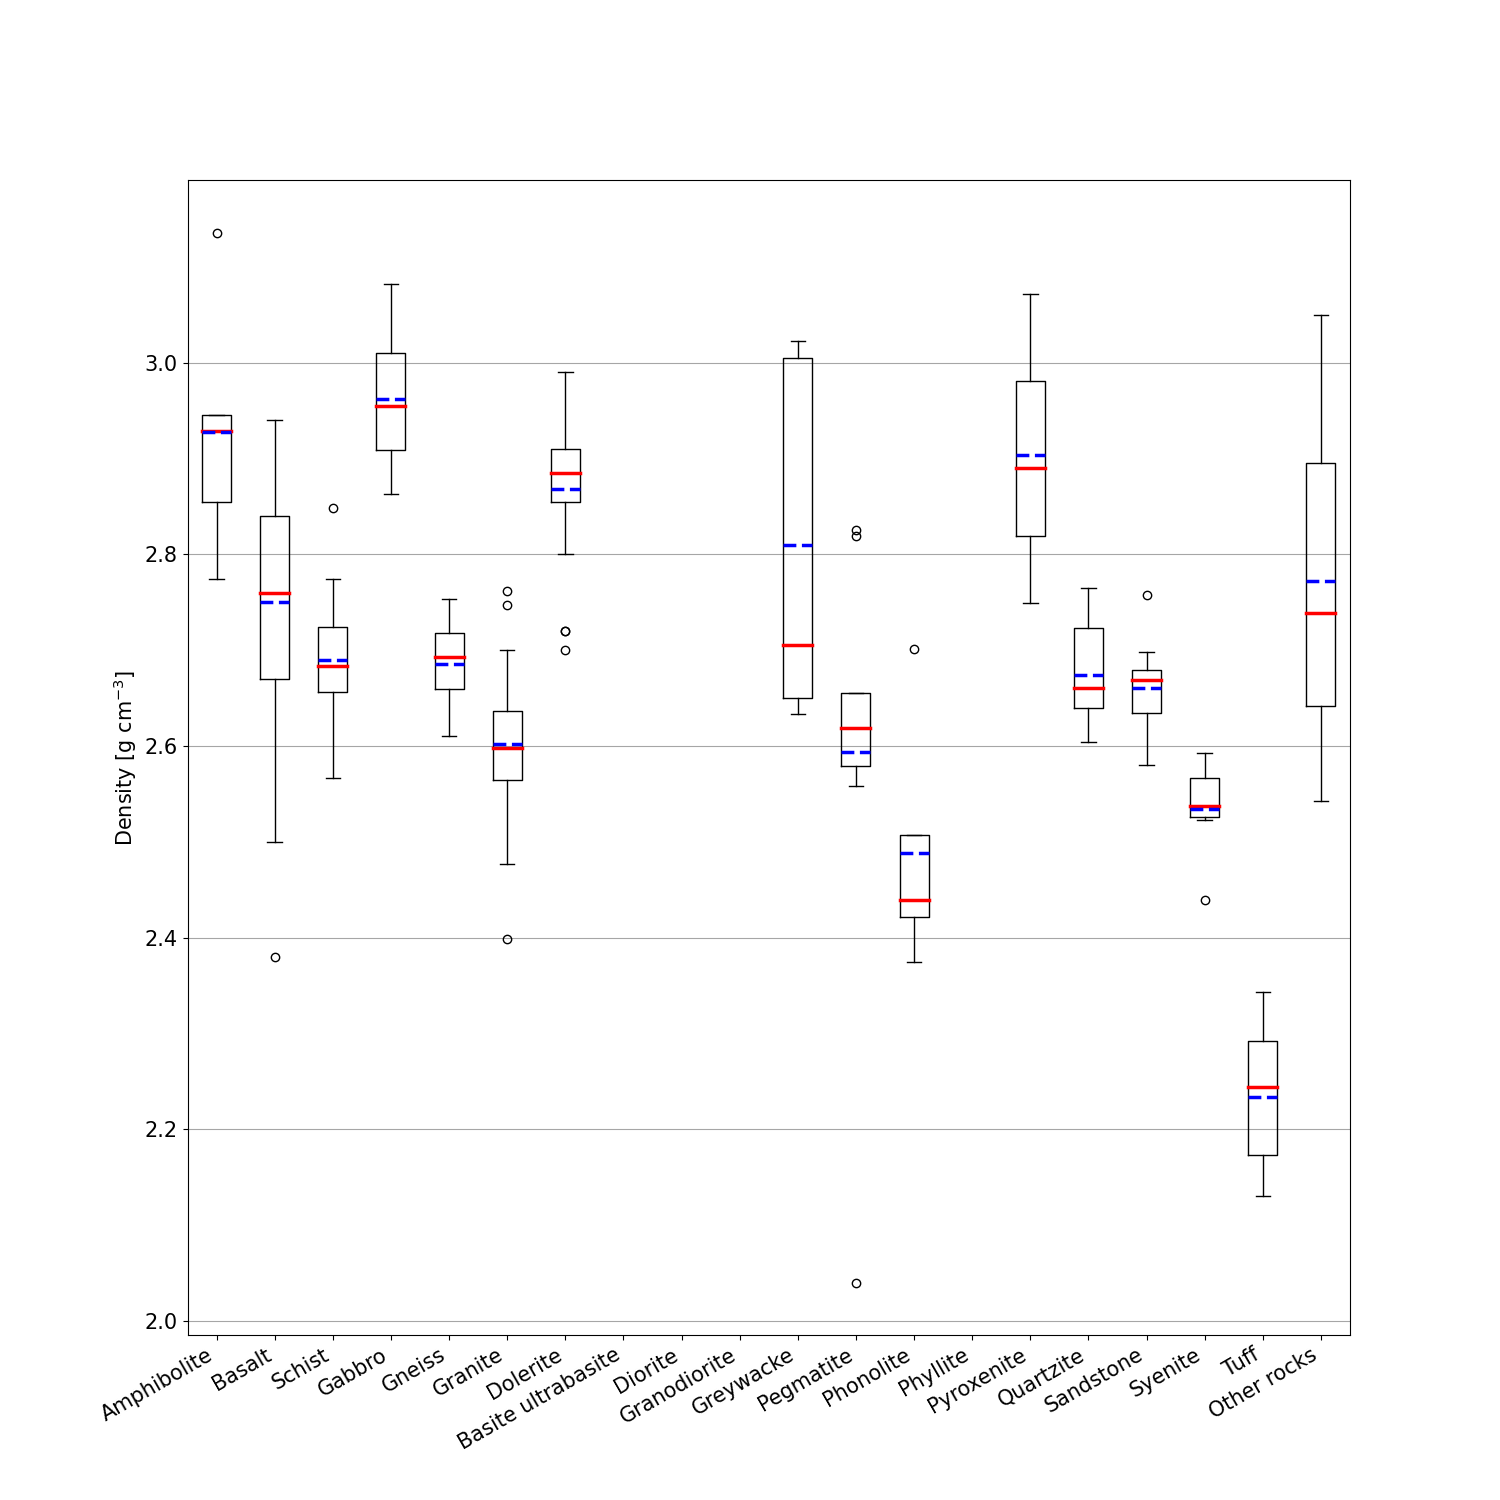 Density [g cm⁻³]
3.0
2.8
2.6
2.4
2.2
2.0
Amphibolite
Basalt
Schist
Gabbro
Gneiss
Granite
Dolerite
Basite ultrabasite
Diorite
Granodiorite
Greywacke
Pegmatite
Phonolite
Phyllite
Pyroxenite
Quartzite
Sandstone
Syenite
Tuff
Other rocks